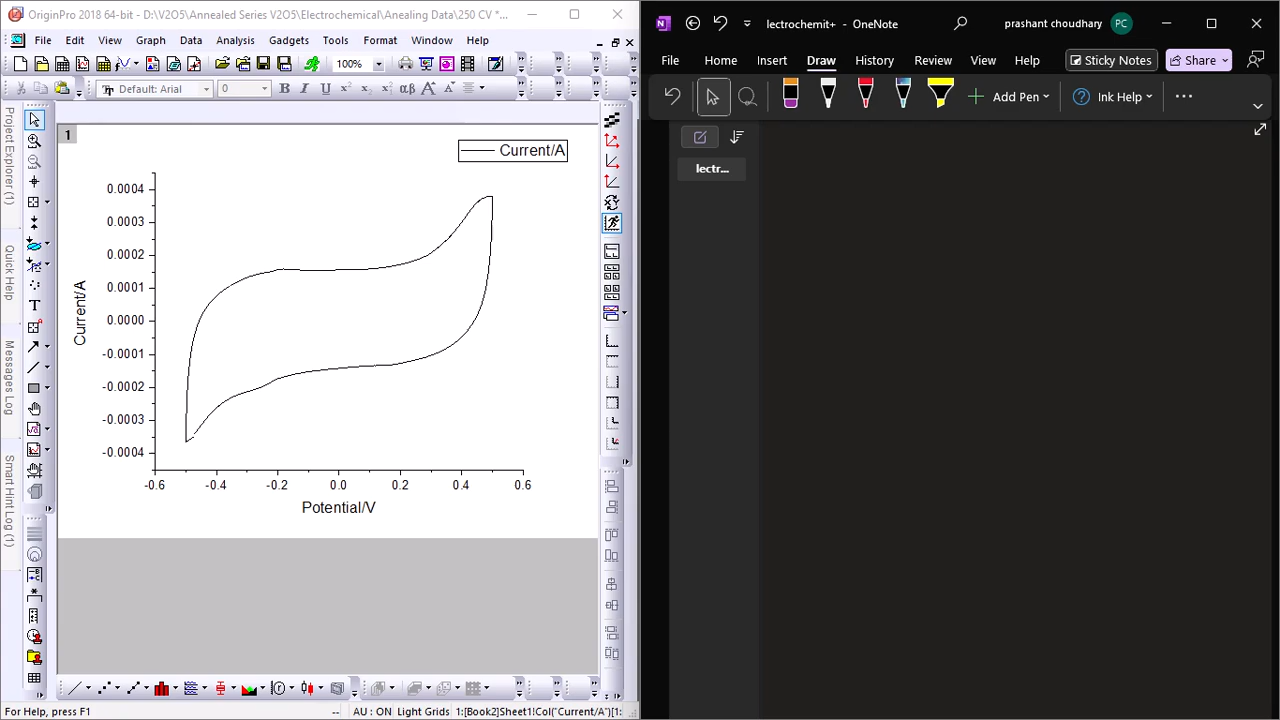 OriginPro 2018 64-bit - D:\V2O5\Annealed Series V2O5\Electrochemical\Anealing Data\250 CV *...
File Edit View Graph Data Analysis Gadgets Tools Format Window Help
100%
Default: Arial 0 B I U x² x₂ αβ A A
Project Explorer (1)
Quick Help
Messages Log
Smart Hint Log (1)
1
Current/A
0.0004
0.0003
0.0002
0.0001
0.0000
-0.0001
-0.0002
-0.0003
-0.0004
Current/A
-0.6 -0.4 -0.2 0.0 0.2 0.4 0.6
Potential/V
For Help, press F1 -- AU : ON Light Grids 1:[Book2]Sheet1!Col("Current/A")[1:
lectrochemit+ - OneNote
prashant choudhary PC
File Home Insert Draw History Review View Help Sticky Notes Share
Add Pen Ink Help
lectr...